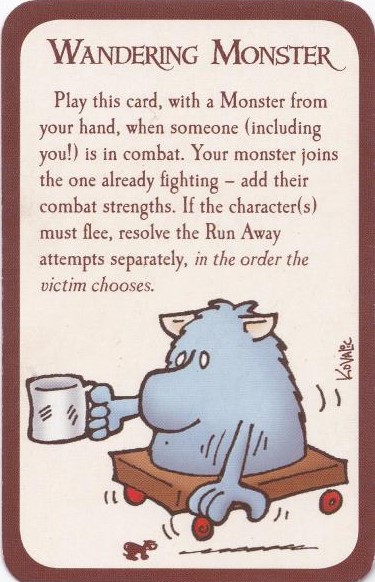 Wandering Monster
Play this card, with a Monster from
your hand, when someone (including
you!) is in combat. Your monster joins
the one already fighting – add their
combat strengths. If the character(s)
must flee, resolve the Run Away
attempts separately, in the order the
victim chooses.
Kovalic